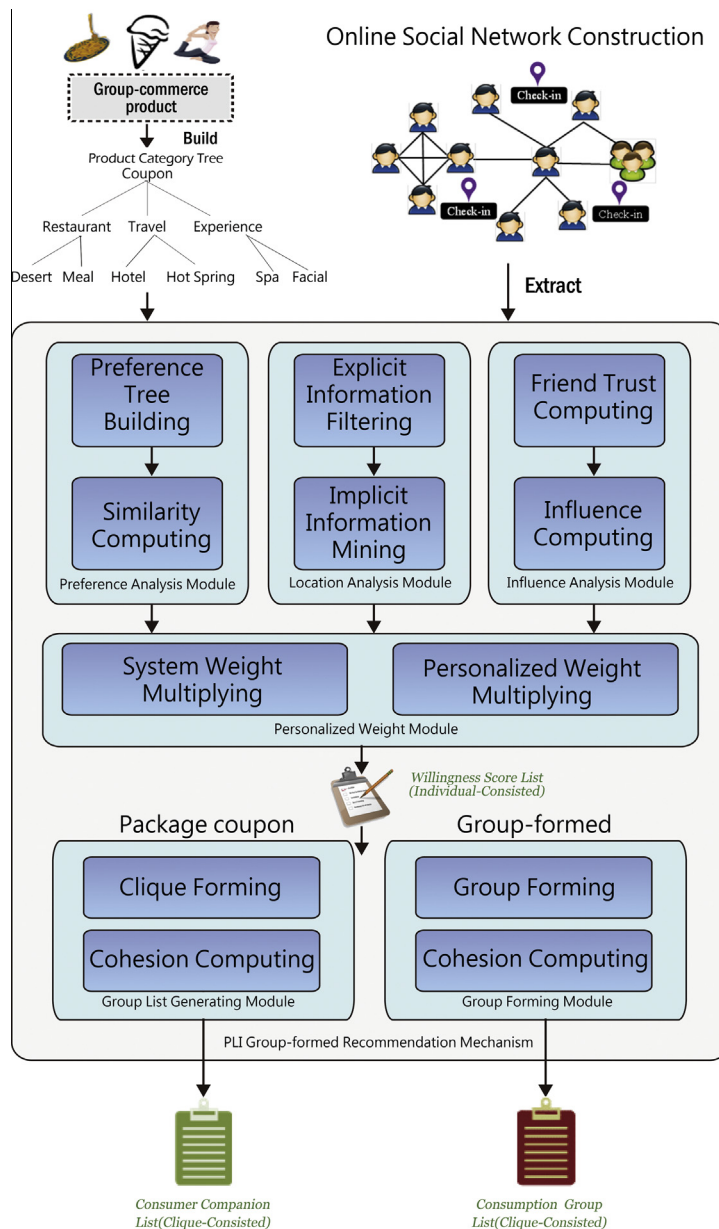 Online Social Network Construction
Group-commerce
product
Build
Product Category Tree
Coupon
Restaurant Travel Experience
Desert Meal Hotel Hot Spring Spa Facial
Check-in
Check-in
Check-in
Extract
Preference
Tree
Building
Similarity
Computing
Preference Analysis Module
Explicit
Information
Filtering
Implicit
Information
Mining
Location Analysis Module
Friend Trust
Computing
Influence
Computing
Influence Analysis Module
System Weight
Multiplying
Personalized Weight
Multiplying
Personalized Weight Module
Willingness Score List
(Individual-Consisted)
Package coupon
Clique Forming
Cohesion Computing
Group List Generating Module
Group-formed
Group Forming
Cohesion Computing
Group Forming Module
PLI Group-formed Recommendation Mechanism
Consumer Companion
List(Clique-Consisted)
Consumption Group
List(Clique-Consisted)